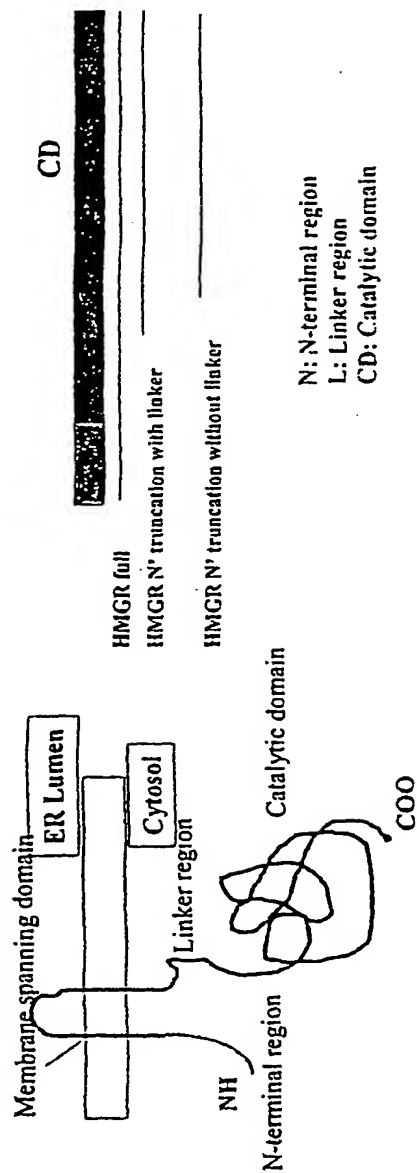 Membrane spanning domain
ER Lumen
Cytosol
Linker region
NH
N-terminal region
Catalytic domain
COO
CD
HMGR full
HMGR N' truncation with linker
HMGR N' truncation without linker
N: N-terminal region
L: Linker region
CD: Catalytic domain